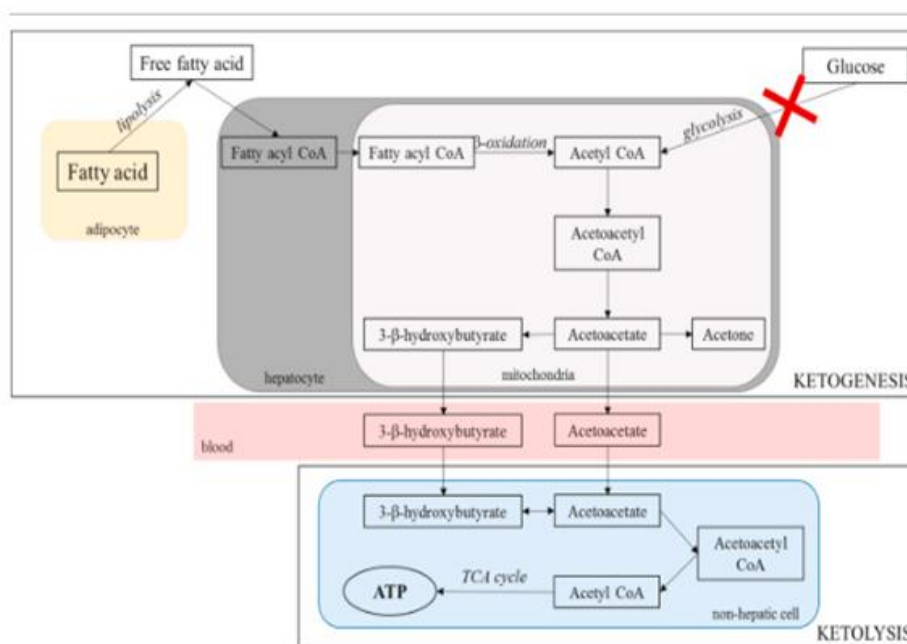 Free fatty acid
Glucose
lipolysis
glycolysis
Fatty acid
adipocyte
Fatty acyl CoA
Fatty acyl CoA
β-oxidation
Acetyl CoA
Acetoacetyl
CoA
3-β-hydroxybutyrate
Acetoacetate
Acetone
hepatocyte
mitochondria
KETOGENESIS
3-β-hydroxybutyrate
Acetoacetate
blood
3-β-hydroxybutyrate
Acetoacetate
Acetoacetyl
CoA
ATP
TCA cycle
Acetyl CoA
non-hepatic cell
KETOLYSIS